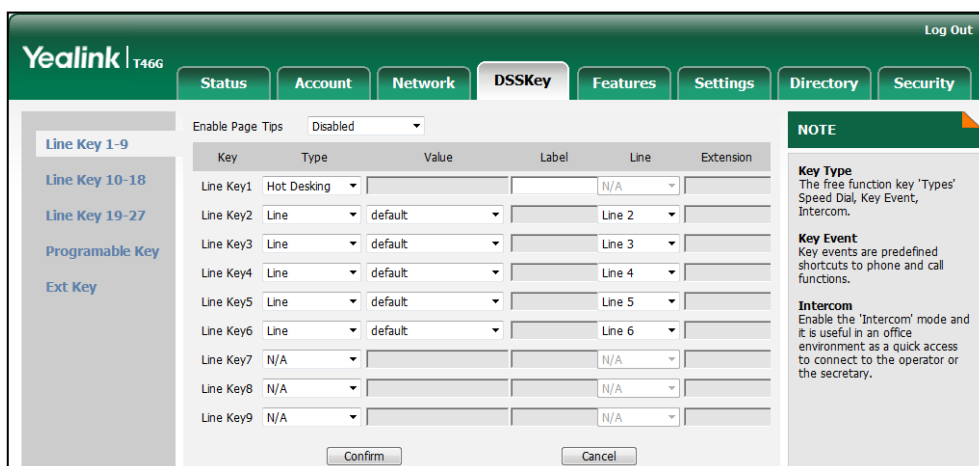 Log Out
Yealink T46G
Status Account Network DSSKey Features Settings Directory Security
Line Key 1-9
Line Key 10-18
Line Key 19-27
Programable Key
Ext Key
Enable Page Tips Disabled
Key Type Value Label Line Extension
Line Key1 Hot Desking N/A
Line Key2 Line default Line 2
Line Key3 Line default Line 3
Line Key4 Line default Line 4
Line Key5 Line default Line 5
Line Key6 Line default Line 6
Line Key7 N/A N/A
Line Key8 N/A N/A
Line Key9 N/A N/A
Confirm Cancel
NOTE
Key Type
The free function key 'Types'
Speed Dial, Key Event,
Intercom.
Key Event
Key events are predefined
shortcuts to phone and call
functions.
Intercom
Enable the 'Intercom' mode and
it is useful in an office
environment as a quick access
to connect to the operator or
the secretary.